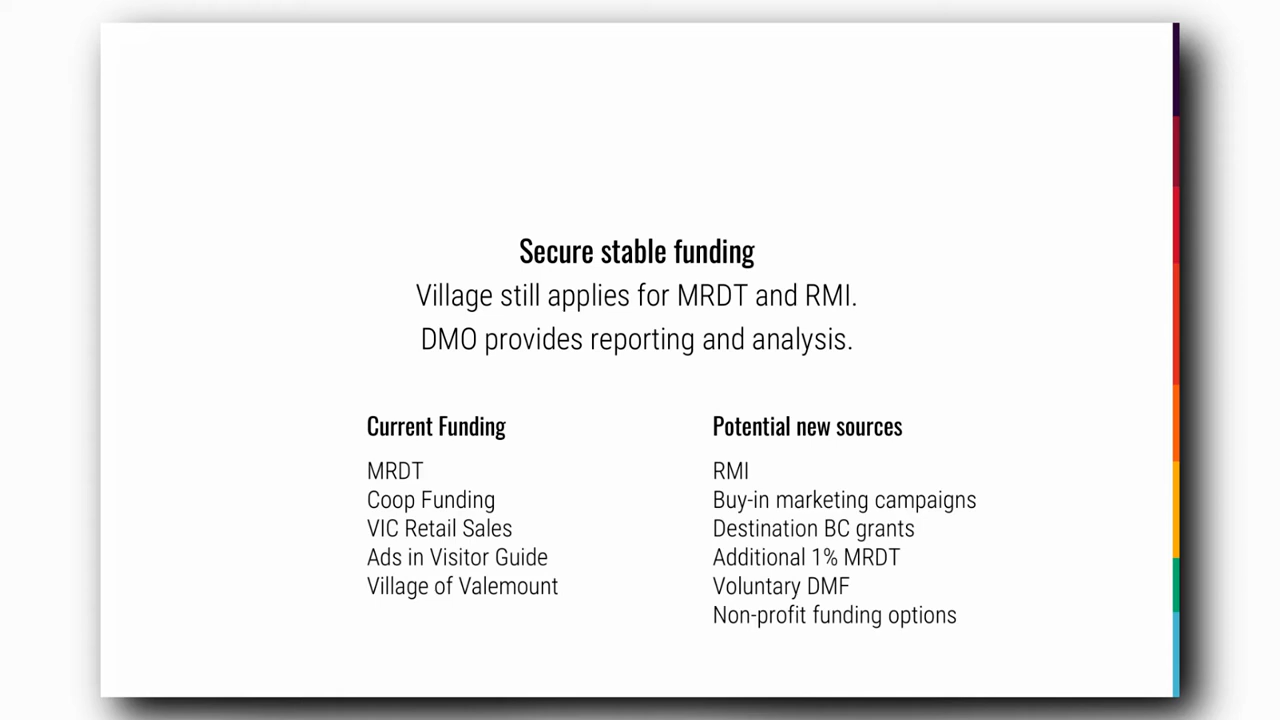 Secure stable funding
Village still applies for MRDT and RMI.
DMO provides reporting and analysis.
Current Funding
MRDT
Coop Funding
VIC Retail Sales
Ads in Visitor Guide
Village of Valemount
Potential new sources
RMI
Buy-in marketing campaigns
Destination BC grants
Additional 1% MRDT
Voluntary DMF
Non-profit funding options